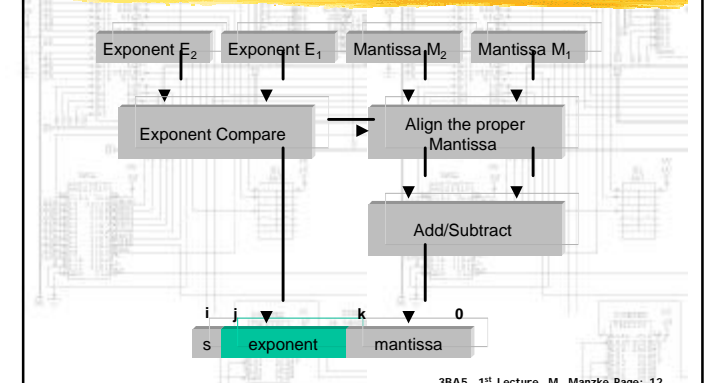 Exponent E₂ Exponent E₁ Mantissa M₂ Mantissa M₁
Exponent Compare
Align the proper
Mantissa
Add/Subtract
i j k 0
s exponent mantissa
3BA5, 1st Lecture, M. Manzke,Page: 12